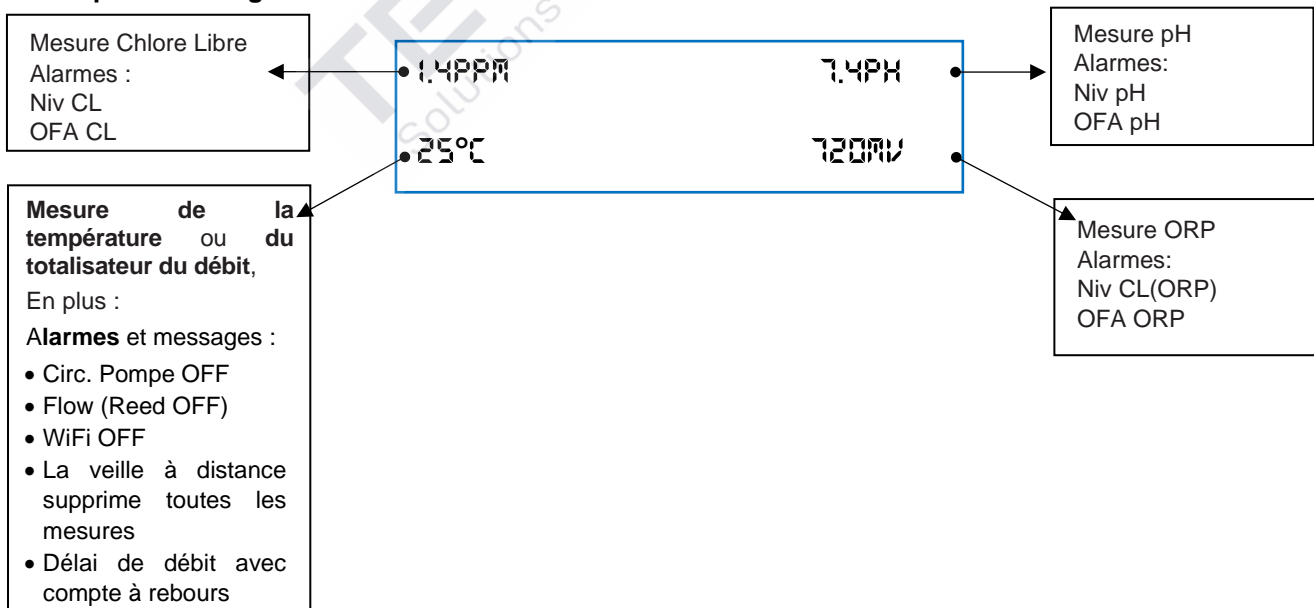 Mesure Chlore Libre
Alarmes :
Niv CL
OFA CL
1.4PPM
7.4PH
25°C
720MV
Mesure pH
Alarmes:
Niv pH
OFA pH
Mesure de la
température ou du
totalisateur du débit,
En plus :
Alarmes et messages :
• Circ. Pompe OFF
• Flow (Reed OFF)
• WiFi OFF
• La veille à distance
supprime toutes les
mesures
• Délai de débit avec
compte à rebours
Mesure ORP
Alarmes:
Niv CL(ORP)
OFA ORP
Solutions